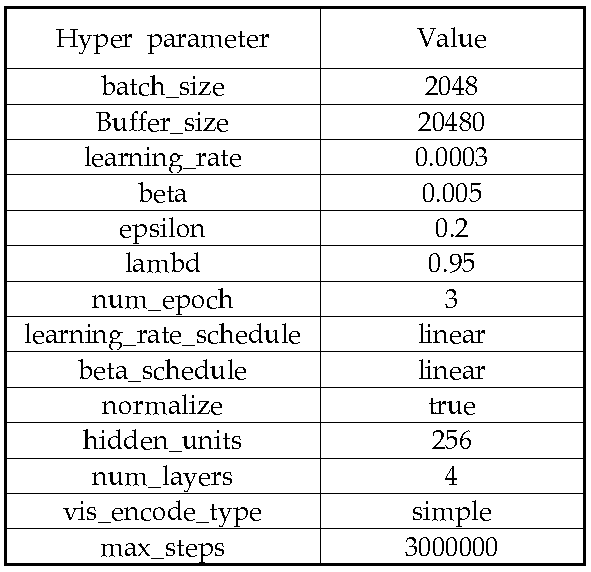 Hyper parameter Value
batch_size 2048
Buffer_size 20480
learning_rate 0.0003
beta 0.005
epsilon 0.2
lambd 0.95
num_epoch 3
learning_rate_schedule linear
beta_schedule linear
normalize true
hidden_units 256
num_layers 4
vis_encode_type simple
max_steps 3000000